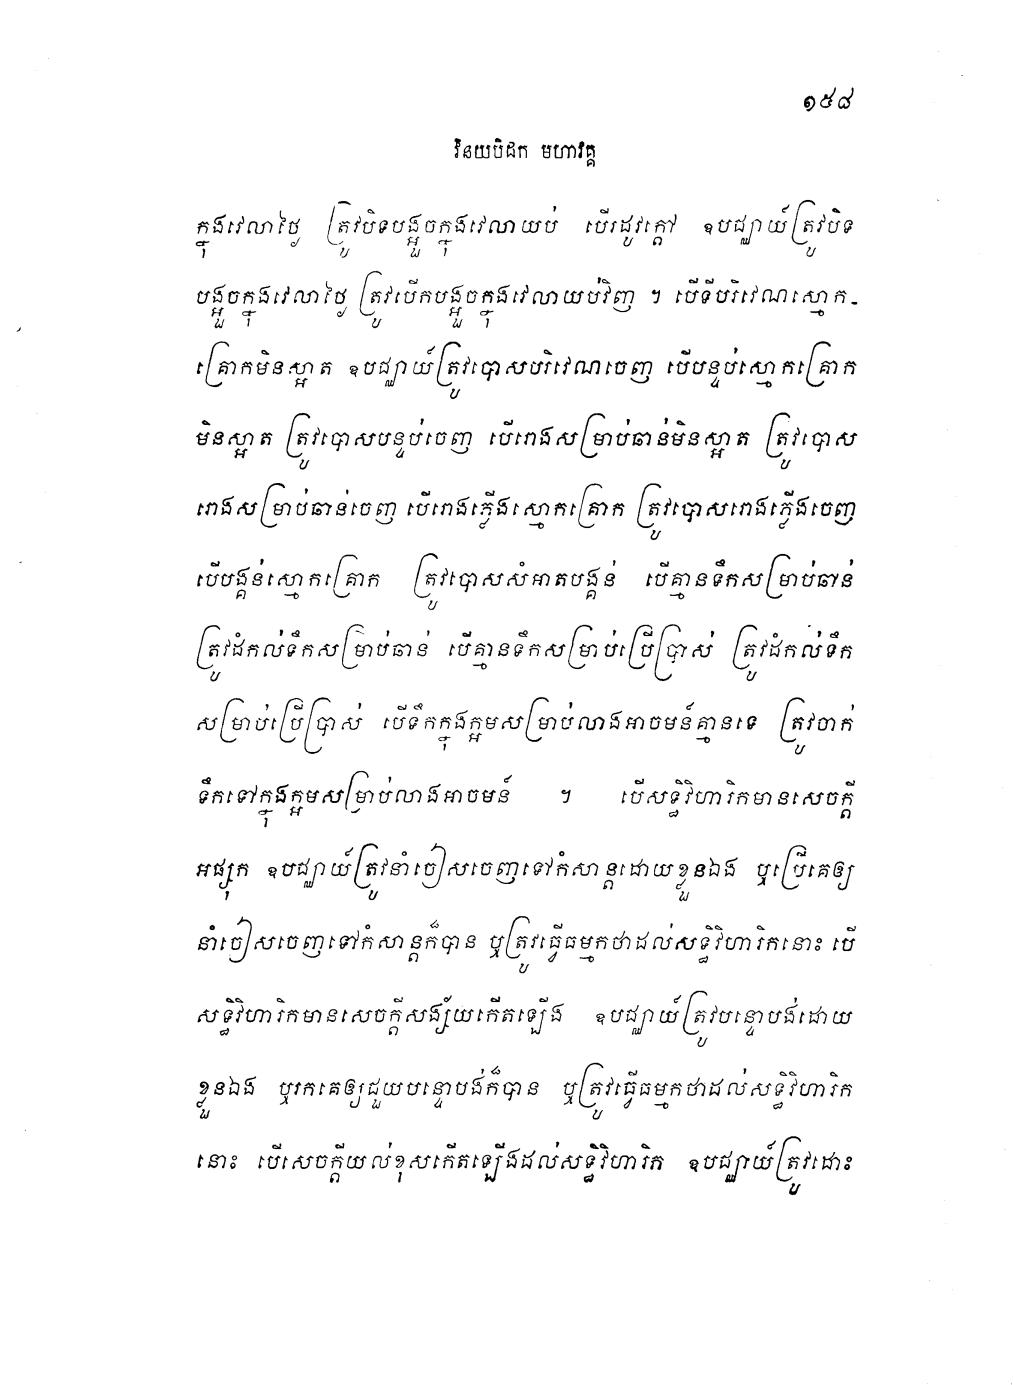 ១៥៨
វិនយបិដក មហាវគ្គ
ក្នុងវេលាថ្ងៃ ត្រូវបិទបង្អួចក្នុងវេលាយប់ បើរដូវក្តៅ ឧបជ្ឈាយ៍ត្រូវបិទ
បង្អួចក្នុងវេលាថ្ងៃ ត្រូវបើកបង្អួចក្នុងវេលាយប់វិញ ។ បើទីបរិវេណស្មោក-
គ្រោកមិនស្អាត ឧបជ្ឈាយ៍ត្រូវបោសបរិវេណចេញ បើបន្ទប់ស្មោកគ្រោក
មិនស្អាត ត្រូវបោសបន្ទប់ចេញ បើរោងសម្រាប់ឆាន់មិនស្អាត ត្រូវបោស
រោងសម្រាប់ឆាន់ចេញ បើរោងភ្លើងស្មោកគ្រោក ត្រូវបោសរោងភ្លើងចេញ
បើបង្គន់ស្មោកគ្រោក ត្រូវបោសសំអាតបង្គន់ បើគ្មានទឹកសម្រាប់ឆាន់
ត្រូវដំកល់ទឹកសម្រាប់ឆាន់ បើគ្មានទឹកសម្រាប់ប្រើប្រាស់ ត្រូវដំកល់ទឹក
សម្រាប់ប្រើប្រាស់ បើទឹកក្នុងក្អមសម្រាប់លាងអាចមន៍គ្មានទេ ត្រូវចាក់
ទឹកទៅក្នុងក្អមសម្រាប់លាងអាចមន៍ ។ បើសទ្ធិវិហារិកមានសេចក្តី
អផ្សុក ឧបជ្ឈាយ៍ត្រូវនាំចៀសចេញទៅកំសាន្តដោយខ្លួនឯង ឬប្រើគេឲ្យ
នាំចៀសចេញទៅកំសាន្តក៏បាន ឬត្រូវធ្វើធម្មកថាដល់សទ្ធិវិហារិកនោះ បើ
សទ្ធិវិហារិកមានសេចក្តីសង្ស័យកើតឡើង ឧបជ្ឈាយ៍ត្រូវបន្ទោបង់ដោយ
ខ្លួនឯង ឬរកគេឲ្យជួយបន្ទោបង់ក៏បាន ឬត្រូវធ្វើធម្មកថាដល់សទ្ធិវិហារិក
នោះ បើសេចក្តីយល់ខុសកើតឡើងដល់សទ្ធិវិហារិក ឧបជ្ឈាយ៍ត្រូវដោះ